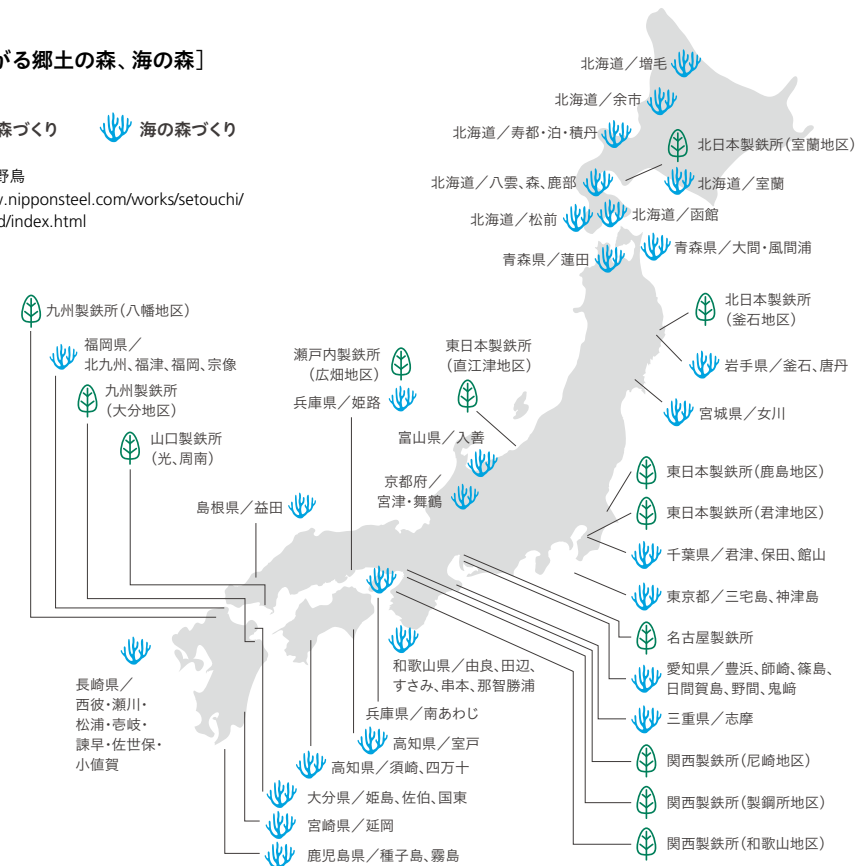 がる郷土の森、海の森］
森づくり
海の森づくり
野鳥
w.nipponsteel.com/works/setouchi/
d/index.html
北海道／増毛
北海道／余市
北海道／寿都・泊・積丹
北日本製鉄所(室蘭地区)
北海道／八雲、森、鹿部
北海道／室蘭
北海道／松前
北海道／函館
青森県／大間・風間浦
青森県／蓮田
北日本製鉄所
(釜石地区)
岩手県／釜石、唐丹
宮城県／女川
九州製鉄所(八幡地区)
福岡県／
北九州、福津、福岡、宗像
九州製鉄所
(大分地区)
山口製鉄所
(光、周南)
瀬戸内製鉄所
(広畑地区)
兵庫県／姫路
東日本製鉄所
(直江津地区)
富山県／入善
京都府／
宮津・舞鶴
島根県／益田
東日本製鉄所(鹿島地区)
東日本製鉄所(君津地区)
千葉県／君津、保田、館山
東京都／三宅島、神津島
名古屋製鉄所
愛知県／豊浜、師崎、篠島、
日間賀島、野間、鬼﨑
三重県／志摩
関西製鉄所(尼崎地区)
関西製鉄所(製鋼所地区)
関西製鉄所(和歌山地区)
和歌山県／由良、田辺、
すさみ、串本、那智勝浦
兵庫県／南あわじ
高知県／室戸
高知県／須崎、四万十
長崎県／
西彼・瀬川・
松浦・壱岐・
諫早・佐世保・
小値賀
大分県／姫島、佐伯、国東
宮崎県／延岡
鹿児島県／種子島、霧島